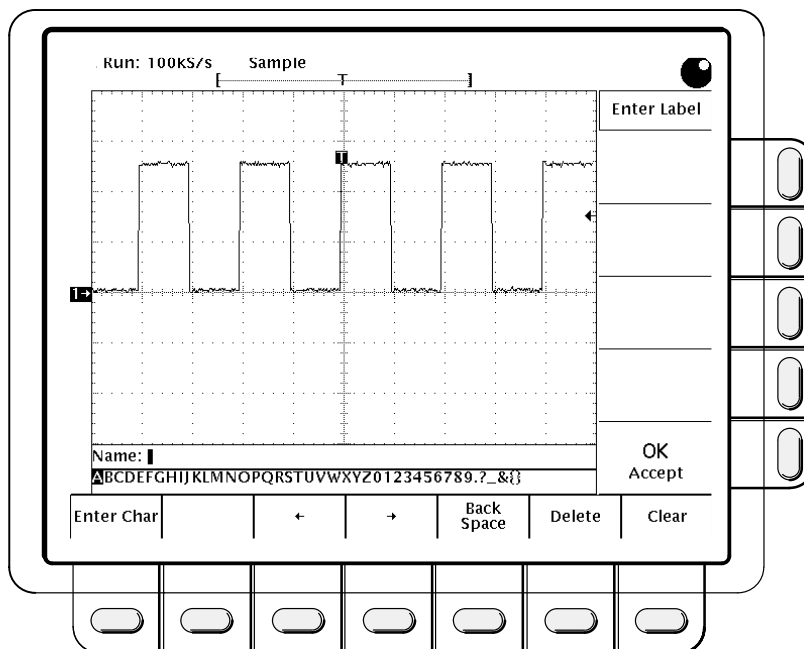 Run: 100kS/s Sample
T
Enter Label
T
1→
OK
Accept
Name:
ABCDEFGHIJKLMNOPQRSTUVWXYZ0123456789.?_&{}
Enter Char
←
→
Back
Space
Delete
Clear